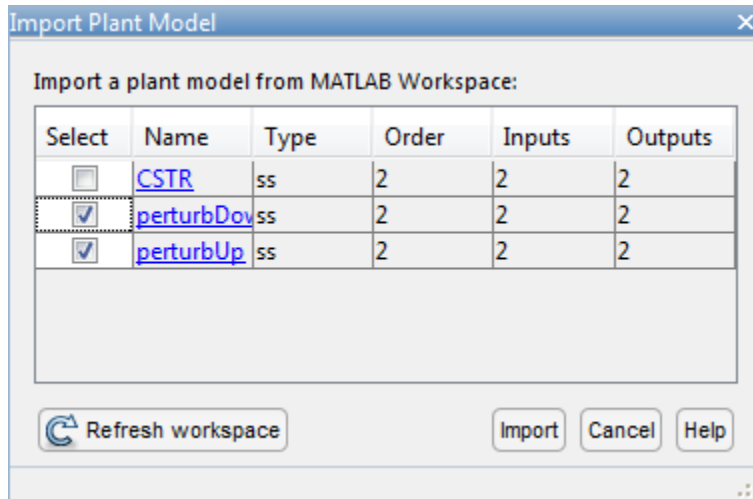 Import Plant Model
Import a plant model from MATLAB Workspace:
Select Name Type Order Inputs Outputs
CSTR ss 2 2 2
perturbDov ss 2 2 2
perturbUp ss 2 2 2
Refresh workspace Import Cancel Help